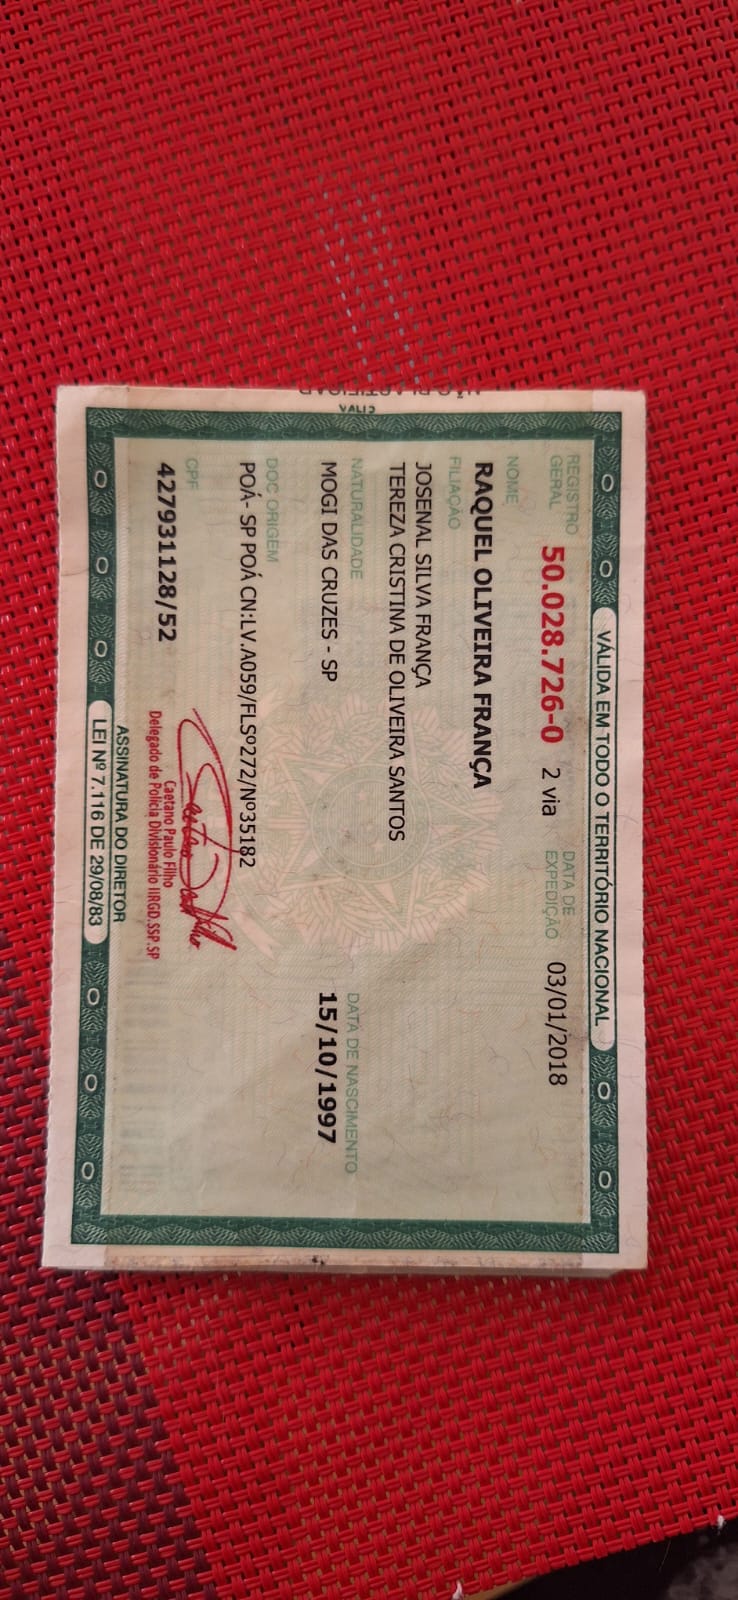 VÁLIDA EM TODO O TERRITÓRIO NACIONAL
REGISTRO GERAL 50.028.726-0 2 via DATA DE EXPEDIÇÃO 03/01/2018
NOME
RAQUEL OLIVEIRA FRANÇA
FILIAÇÃO
JOSENAL SILVA FRANÇA
TEREZA CRISTINA DE OLIVEIRA SANTOS
NATURALIDADE DATA DE NASCIMENTO
MOGI DAS CRUZES - SP 15/10/1997
DOC ORIGEM
POÁ- SP POÁ CN:LV.A059/FLSº272/Nº35182
CPF
427931128/52
Caetano Paulo Filho
Delegado de Polícia Divisionário IIRGD.SSP.SP
ASSINATURA DO DIRETOR
LEI Nº 7.116 DE 29/08/83